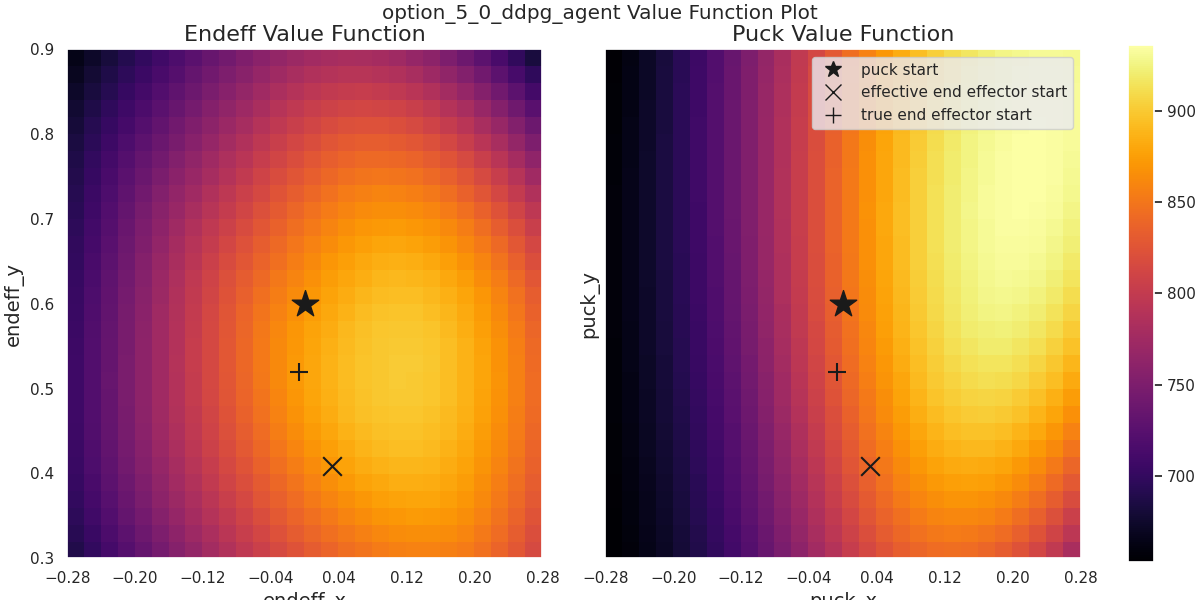 option_5_0_ddpg_agent Value Function Plot
Endeff Value Function
Puck Value Function
puck start
effective end effector start
true end effector start
endeff_y
0.9
0.8
0.7
0.6
0.5
0.4
0.3
−0.28 −0.20 −0.12 −0.04 0.04 0.12 0.20 0.28
endeff_x
puck_y
−0.28 −0.20 −0.12 −0.04 0.04 0.12 0.20 0.28
puck_x
900
850
800
750
700